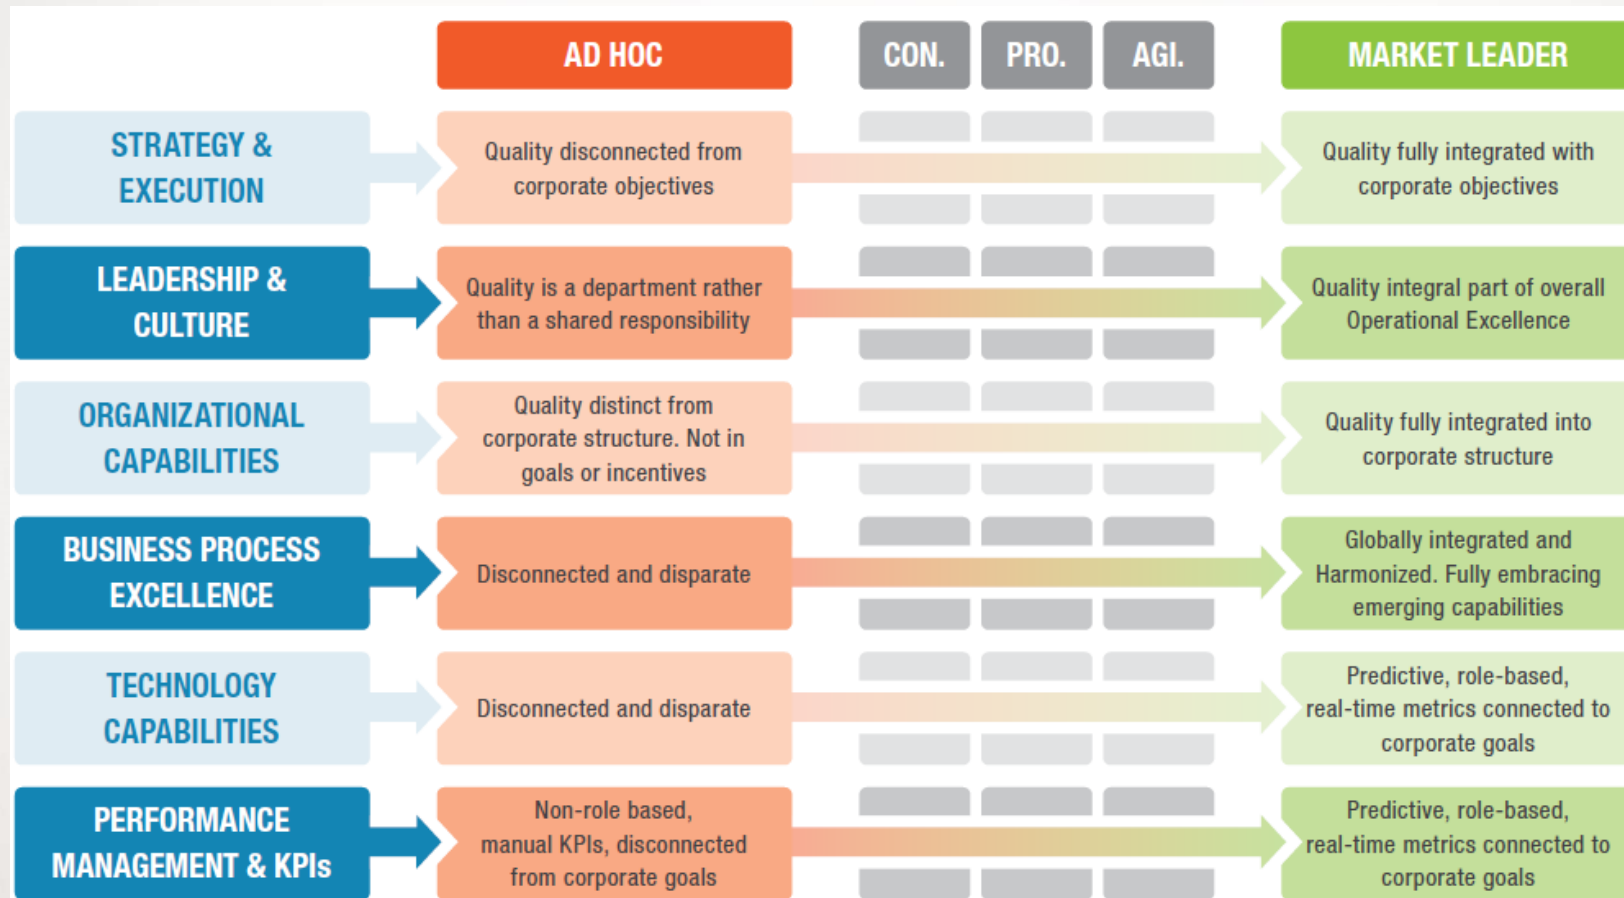 AD HOC
CON.
PRO.
AGI.
MARKET LEADER
STRATEGY &
EXECUTION
Quality disconnected from
corporate objectives
Quality fully integrated with
corporate objectives
LEADERSHIP &
CULTURE
Quality is a department rather
than a shared responsibility
Quality integral part of overall
Operational Excellence
ORGANIZATIONAL
CAPABILITIES
Quality distinct from
corporate structure. Not in
goals or incentives
Quality fully integrated into
corporate structure
BUSINESS PROCESS
EXCELLENCE
Disconnected and disparate
Globally integrated and
Harmonized. Fully embracing
emerging capabilities
TECHNOLOGY
CAPABILITIES
Disconnected and disparate
Predictive, role-based,
real-time metrics connected to
corporate goals
PERFORMANCE
MANAGEMENT & KPIs
Non-role based,
manual KPIs, disconnected
from corporate goals
Predictive, role-based,
real-time metrics connected to
corporate goals